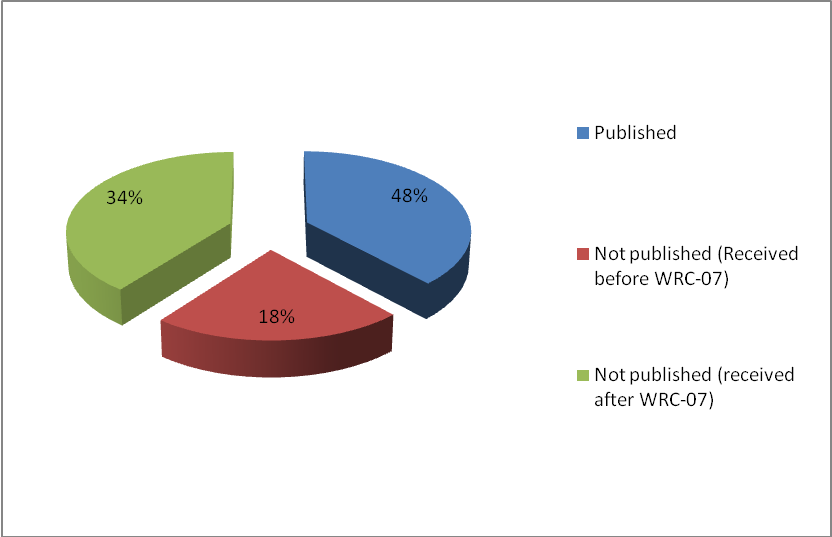 34%
48%
18%
Published
Not published (Received
before WRC-07)
Not published (received
after WRC-07)